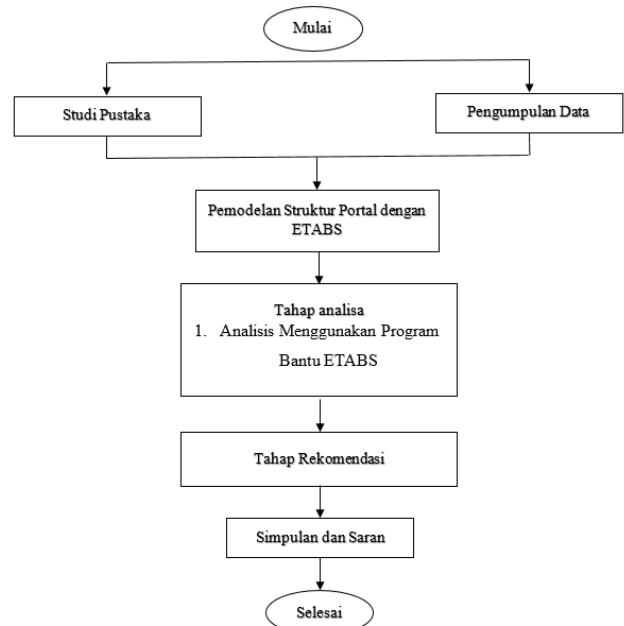 Mulai
Studi Pustaka
Pengumpulan Data
Pemodelan Struktur Portal dengan
ETABS
Tahap analisa
1. Analisis Menggunakan Program
Bantu ETABS
Tahap Rekomendasi
Simpulan dan Saran
Selesai